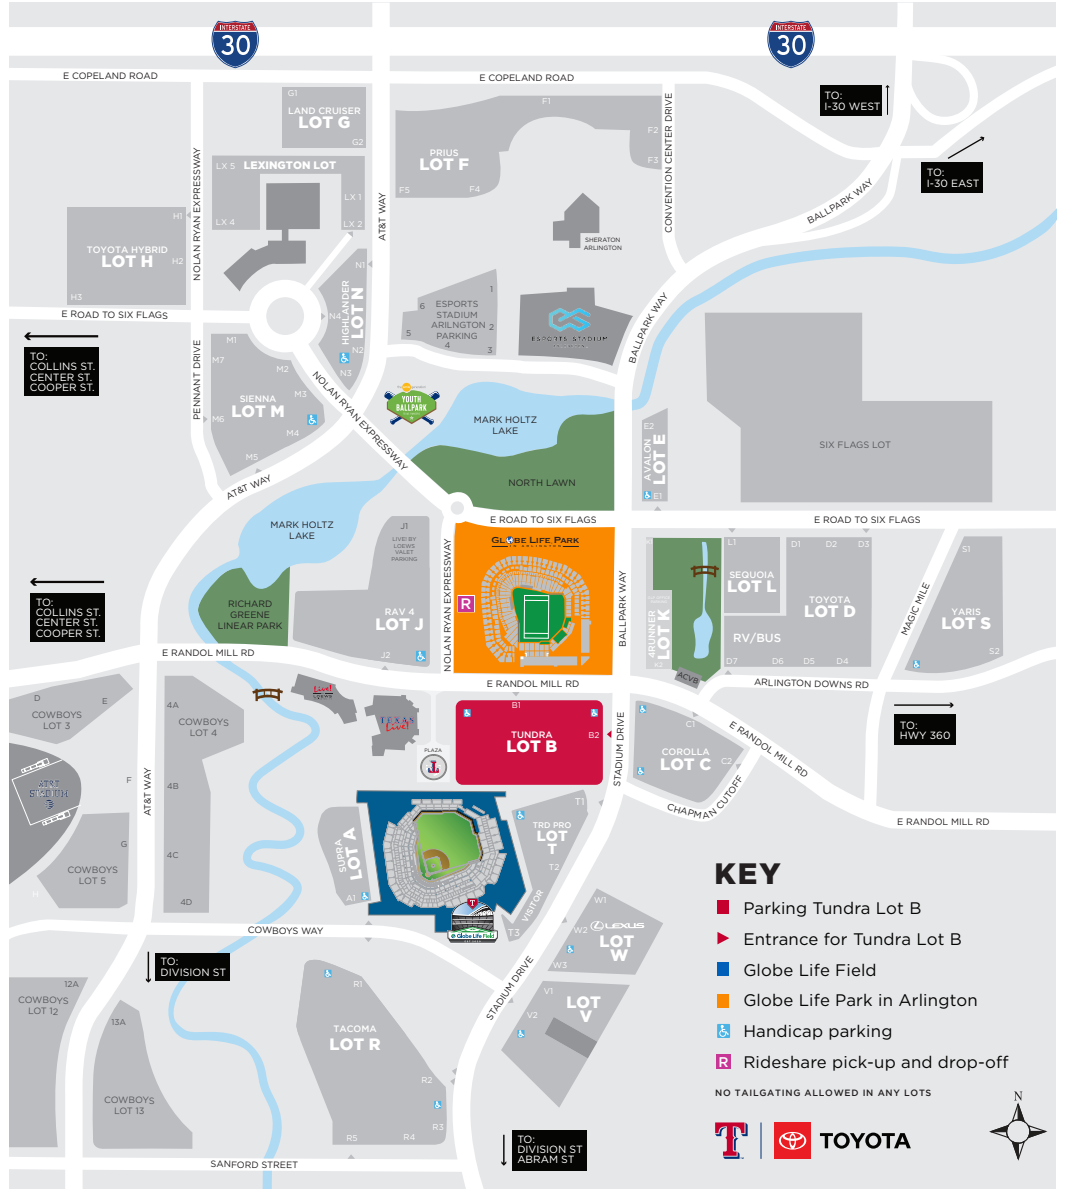 INTERSTATE
30
INTERSTATE
30
E COPELAND ROAD
E COPELAND ROAD
TO:
I-30 WEST
TO:
I-30 EAST
G1
LAND CRUISER
LOT G
G2
F1
F2
F3
PRIUS
LOT F
F5
F4
NOLAN RYAN EXPRESSWAY
LX 5
LEXINGTON LOT
LX 1
LX 4
LX 2
AT&T WAY
CONVENTION CENTER DRIVE
BALLPARK WAY
H1
TOYOTA HYBRID
LOT H
H2
H3
SHERATON
ARLINGTON
N1
HIGHLANDER
LOT N
N4
N2
N3
1
6
ESPORTS
STADIUM
ARILNGTON
PARKING
2
5
4
3
ESPORTS STADIUM
BALLPARK WAY
E ROAD TO SIX FLAGS
TO:
COLLINS ST.
CENTER ST.
COOPER ST.
PENNANT DRIVE
M1
M7
M2
M3
SIENNA
LOT M
M6
M4
M5
NOLAN RYAN EXPRESSWAY
YOUTH
BALLPARK
MARK HOLTZ
LAKE
NORTH LAWN
E2
AVALON
LOT E
E1
SIX FLAGS LOT
AT&T WAY
E ROAD TO SIX FLAGS
E ROAD TO SIX FLAGS
MARK HOLTZ
LAKE
J1
LIVE! BY
LOEWS
VALET
PARKING
RAV 4
LOT J
J2
NOLAN RYAN EXPRESSWAY
GLOBE LIFE PARK
IN ARLINGTON
R
BALLPARK WAY
4RUNNER
LOT K
K2
L1
SEQUOIA
LOT L
RV/BUS
D1
D2
D3
TOYOTA
LOT D
D7
D6
D5
D4
MAGIC MILE
S1
YARIS
LOT S
S2
TO:
COLLINS ST.
CENTER ST.
COOPER ST.
RICHARD
GREENE
LINEAR PARK
E RANDOL MILL RD
E RANDOL MILL RD
ACVB
ARLINGTON DOWNS RD
TO:
HWY 360
D
E
COWBOYS
LOT 3
4A
COWBOYS
LOT 4
Live!
LOEWS
TEXAS
Live!
PLAZA
B1
TUNDRA
LOT B
B2
STADIUM DRIVE
C1
COROLLA
LOT C
C2
E RANDOL MILL RD
CHAPMAN CUTOFF
E RANDOL MILL RD
AT&T
STADIUM
F
AT&T WAY
4B
G
4C
COWBOYS
LOT 5
H
4D
SUPRA
LOT A
A1
T1
TRD PRO
LOT
T
T2
VISITOR
T3
T
Globe Life Field
COWBOYS WAY
W1
W2
LEXUS
LOT
W
W3
STADIUM DRIVE
V1
LOT
V
V2
TO:
DIVISION ST
12A
COWBOYS
LOT 12
13A
COWBOYS
LOT 13
R1
TACOMA
LOT R
R2
R3
R4
R5
TO:
DIVISION ST
ABRAM ST
SANFORD STREET
KEY
Parking Tundra Lot B
Entrance for Tundra Lot B
Globe Life Field
Globe Life Park in Arlington
Handicap parking
R
Rideshare pick-up and drop-off
NO TAILGATING ALLOWED IN ANY LOTS
T
TOYOTA
N